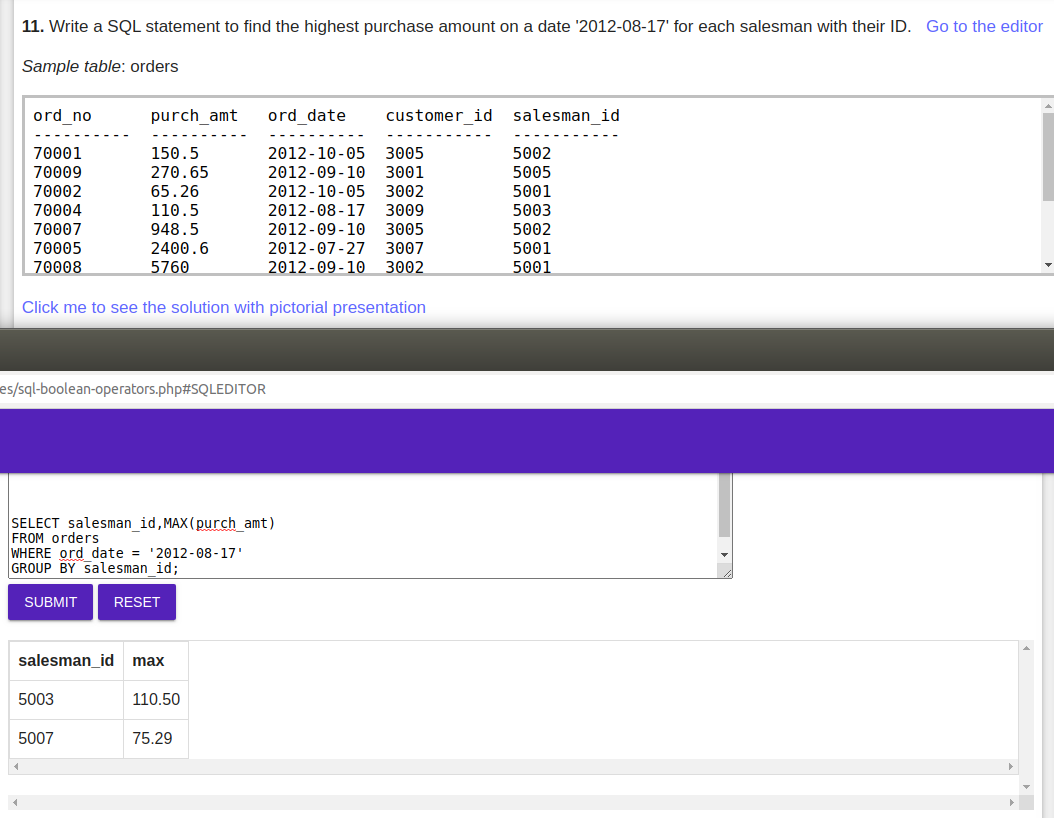 11. Write a SQL statement to find the highest purchase amount on a date '2012-08-17' for each salesman with their ID. Go to the editor
Sample table: orders
ord_no purch_amt ord_date customer_id salesman_id
---------- ---------- ---------- ----------- -----------
70001 150.5 2012-10-05 3005 5002
70009 270.65 2012-09-10 3001 5005
70002 65.26 2012-10-05 3002 5001
70004 110.5 2012-08-17 3009 5003
70007 948.5 2012-09-10 3005 5002
70005 2400.6 2012-07-27 3007 5001
70008 5760 2012-09-10 3002 5001
Click me to see the solution with pictorial presentation
es/sql-boolean-operators.php#SQLEDITOR
SELECT salesman_id,MAX(purch_amt)
FROM orders
WHERE ord_date = '2012-08-17'
GROUP BY salesman_id;
SUBMIT RESET
salesman_id max
5003 110.50
5007 75.29